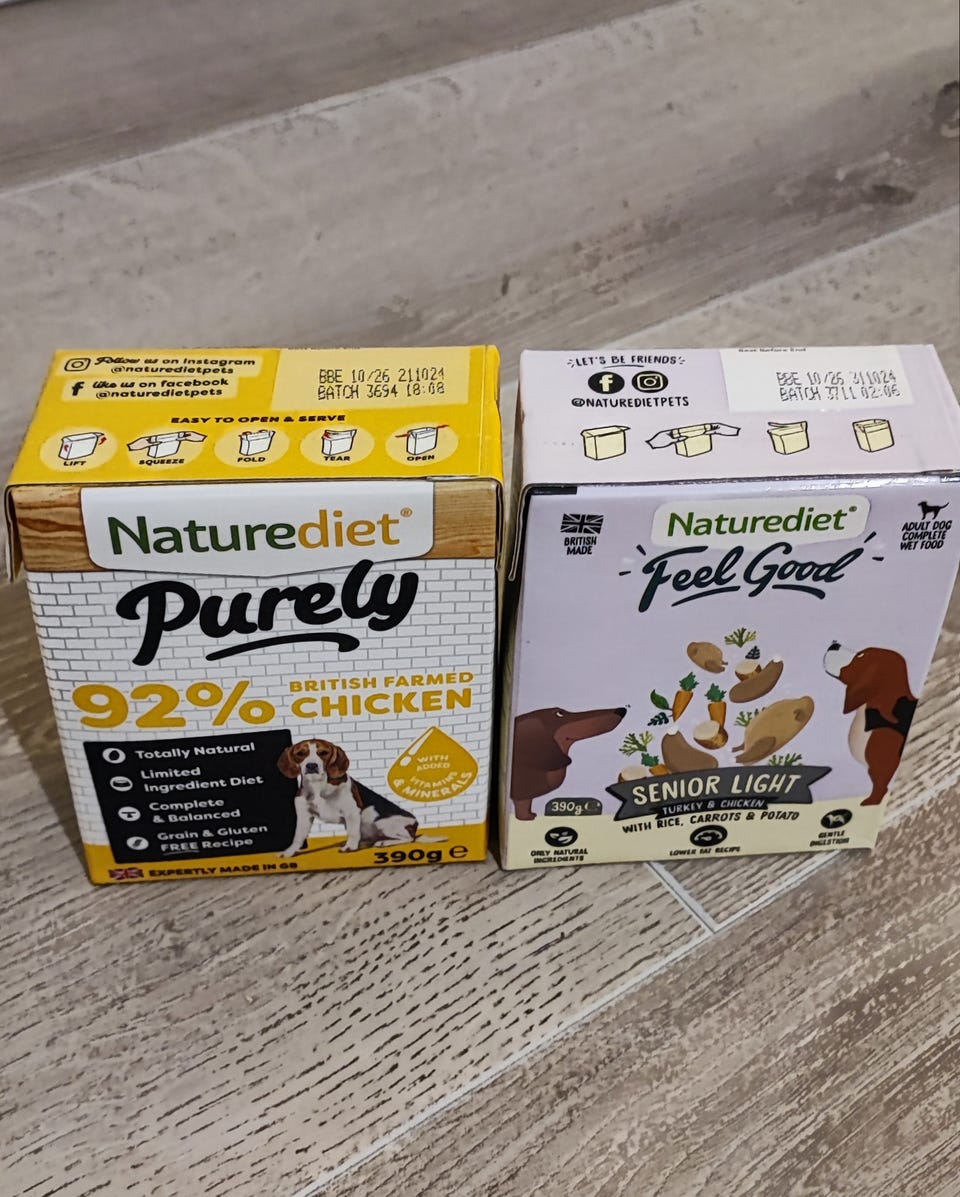 Follow us on Instagram
@naturedietpets
like us on facebook
@naturedietpets
BBE 10/26 211024
BATCH 3694 18:08
EASY TO OPEN & SERVE
LIFT
SQUEEZE
FOLD
TEAR
OPEN
Naturediet®
Purely
92% BRITISH FARMED
CHICKEN
Totally Natural
Limited
Ingredient Diet
Complete
& Balanced
Grain & Gluten
FREE Recipe
WITH
ADDED
VITAMINS
& MINERALS
390g e
EXPERTLY MADE IN GB
Best Before End
LET'S BE FRIENDS
@NATUREDIETPETS
BBE 10/26 311024
BATCH 3711 02:06
BRITISH
MADE
Naturediet®
Feel Good
ADULT DOG
COMPLETE
WET FOOD
SENIOR LIGHT
TURKEY & CHICKEN
WITH RICE, CARROTS & POTATO
390g e
ONLY NATURAL
INGREDIENTS
LOWER FAT RECIPE
GENTLE
DIGESTION